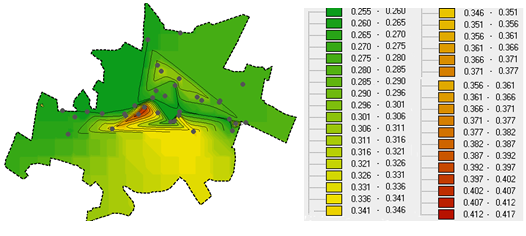 0.255 - 0.260
0.260 - 0.265
0.265 - 0.270
0.270 - 0.275
0.275 - 0.280
0.280 - 0.285
0.285 - 0.290
0.290 - 0.296
0.296 - 0.301
0.301 - 0.306
0.306 - 0.311
0.311 - 0.316
0.316 - 0.321
0.321 - 0.326
0.326 - 0.331
0.331 - 0.336
0.336 - 0.341
0.341 - 0.346
0.346 - 0.351
0.351 - 0.356
0.356 - 0.361
0.361 - 0.366
0.366 - 0.371
0.371 - 0.377
0.356 - 0.361
0.361 - 0.366
0.366 - 0.371
0.371 - 0.377
0.377 - 0.382
0.382 - 0.387
0.387 - 0.392
0.392 - 0.397
0.397 - 0.402
0.402 - 0.407
0.407 - 0.412
0.412 - 0.417